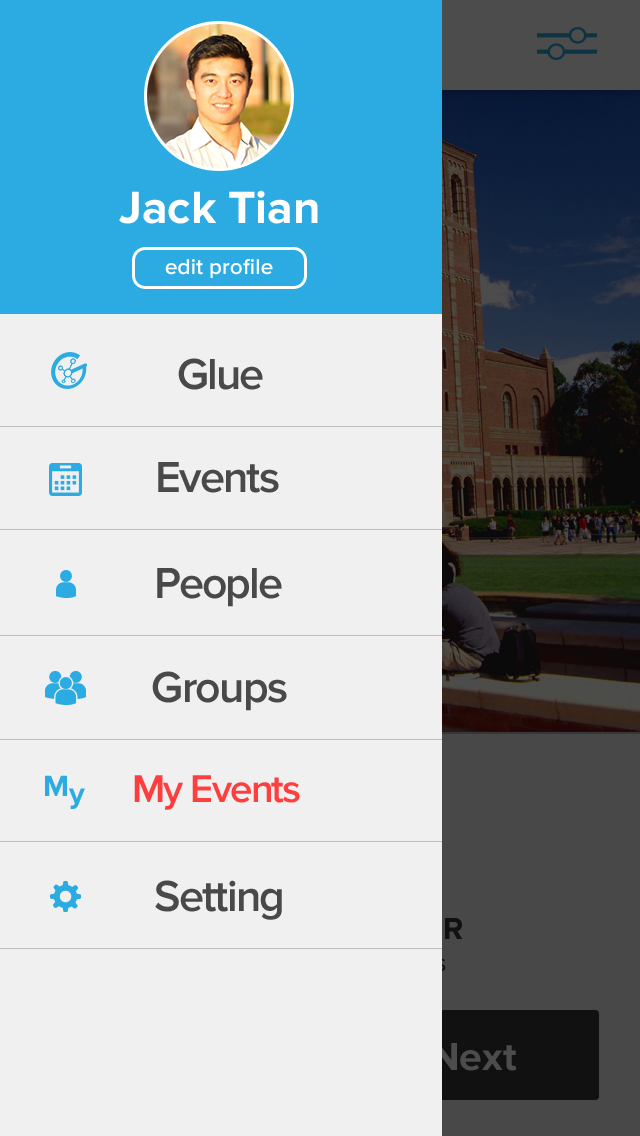 Jack Tian
edit profile
Glue
Events
People
Groups
My
My Events
Setting
R
s
Next